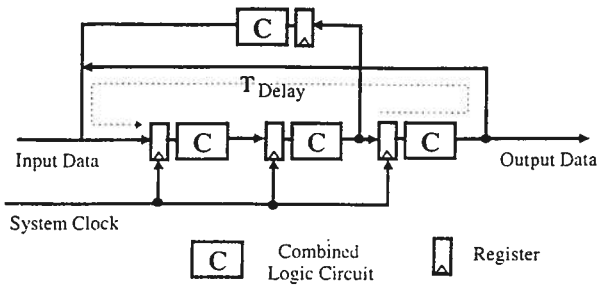 C
T Delay
C
C
C
Input Data
Output Data
System Clock
C
Combined
Logic Circuit
Register